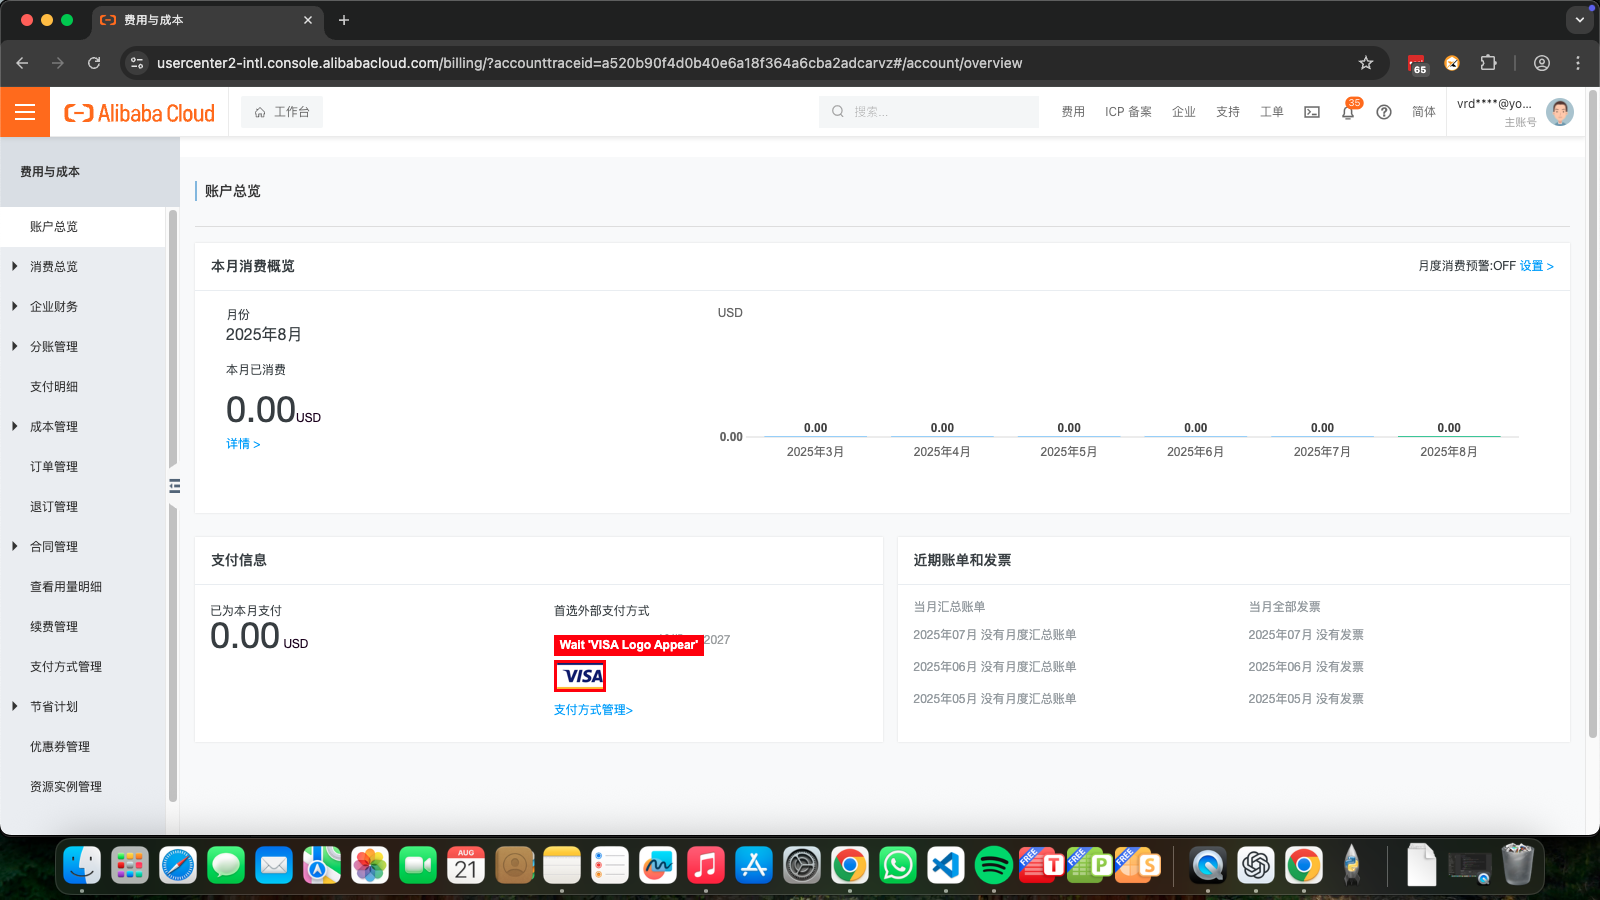 费用与成本
usercenter2-intl.console.alibabacloud.com/billing/?accounttraceid=a520b90f4d0b40e6a18f364a6cba2adcarvz#/account/overview
65
Alibaba Cloud
工作台
搜索...
费用
ICP 备案
企业
支持
工单
35
简体
vrd****@yo...
主账号
费用与成本
账户总览
消费总览
企业财务
分账管理
支付明细
成本管理
订单管理
退订管理
合同管理
查看用量明细
续费管理
支付方式管理
节省计划
优惠券管理
资源实例管理
账户总览
本月消费概览
月度消费预警:OFF 设置 >
月份
2025年8月
本月已消费
0.00USD
详情 >
USD
0.00
0.00 0.00 0.00 0.00 0.00 0.00
2025年3月 2025年4月 2025年5月 2025年6月 2025年7月 2025年8月
支付信息
已为本月支付
0.00 USD
首选外部支付方式
2027
Wait 'VISA Logo Appear'
VISA
支付方式管理>
近期账单和发票
当月汇总账单
2025年07月 没有月度汇总账单
2025年06月 没有月度汇总账单
2025年05月 没有月度汇总账单
当月全部发票
2025年07月 没有发票
2025年06月 没有发票
2025年05月 没有发票
AUG
21
FREE
T
FREE
P
FREE
S